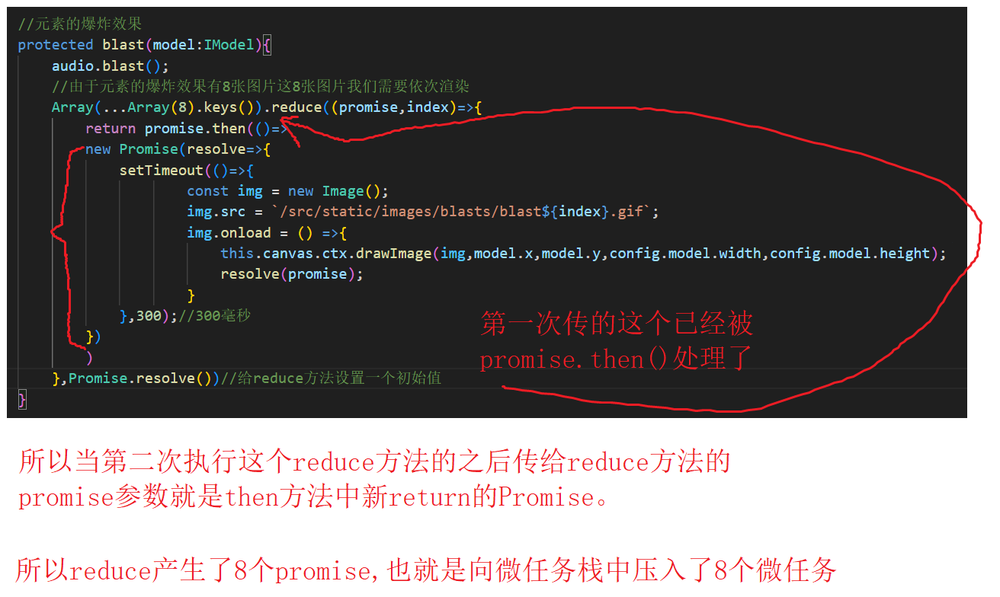 //元素的爆炸效果
protected blast(model:IModel){
audio.blast();
//由于元素的爆炸效果有8张图片这8张图片我们需要依次渲染
Array(...Array(8).keys()).reduce((promise,index)=>{
return promise.then(()=>
new Promise(resolve=>{
setTimeout(()=>{
const img = new Image();
img.src = `/src/static/images/blasts/blast${index}.gif`;
img.onload = () =>{
this.canvas.ctx.drawImage(img,model.x,model.y,config.model.width,config.model.height);
resolve(promise);
}
},300);//300毫秒
})
)
},Promise.resolve())//给reduce方法设置一个初始值
}
第一次传的这个已经被
promise.then()处理了
所以当第二次执行这个reduce方法的之后传给reduce方法的
promise参数就是then方法中新return的Promise。
所以reduce产生了8个promise,也就是向微任务栈中压入了8个微任务